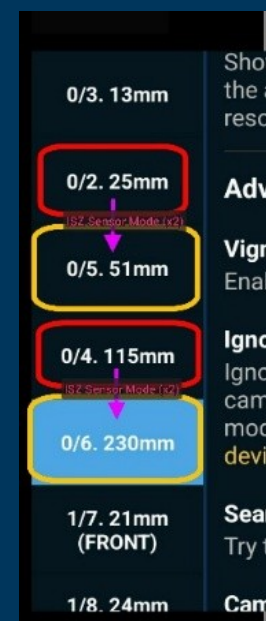 0/3. 13mm
0/2. 25mm
ISZ Sensor Mode (x2)
0/5. 51mm
0/4. 115mm
ISZ Sensor Mode (x2)
0/6. 230mm
1/7. 21mm
(FRONT)
1/8. 24mm
Sho
the a
reso
Adv
Vign
Enal
Igno
Igno
cam
mod
devi
Sear
Try t
Cam